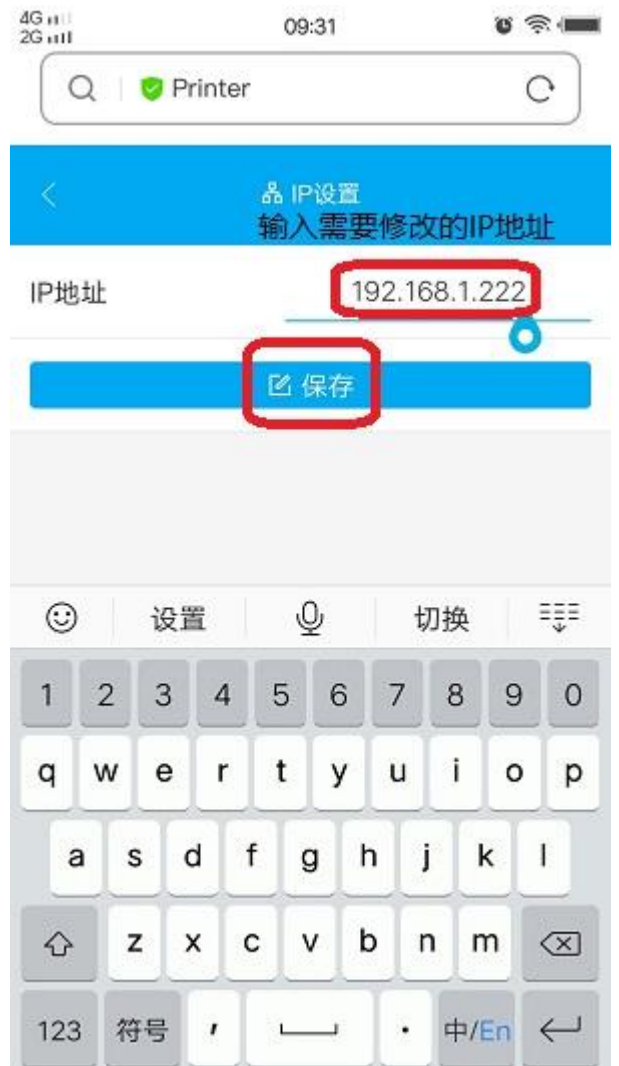 4G
2G
09:31
Printer
IP设置
输入需要修改的IP地址
IP地址 192.168.1.222
保存
设置 切换
1 2 3 4 5 6 7 8 9 0
q w e r t y u i o p
a s d f g h j k l
z x c v b n m
123 符号 , . 中/En